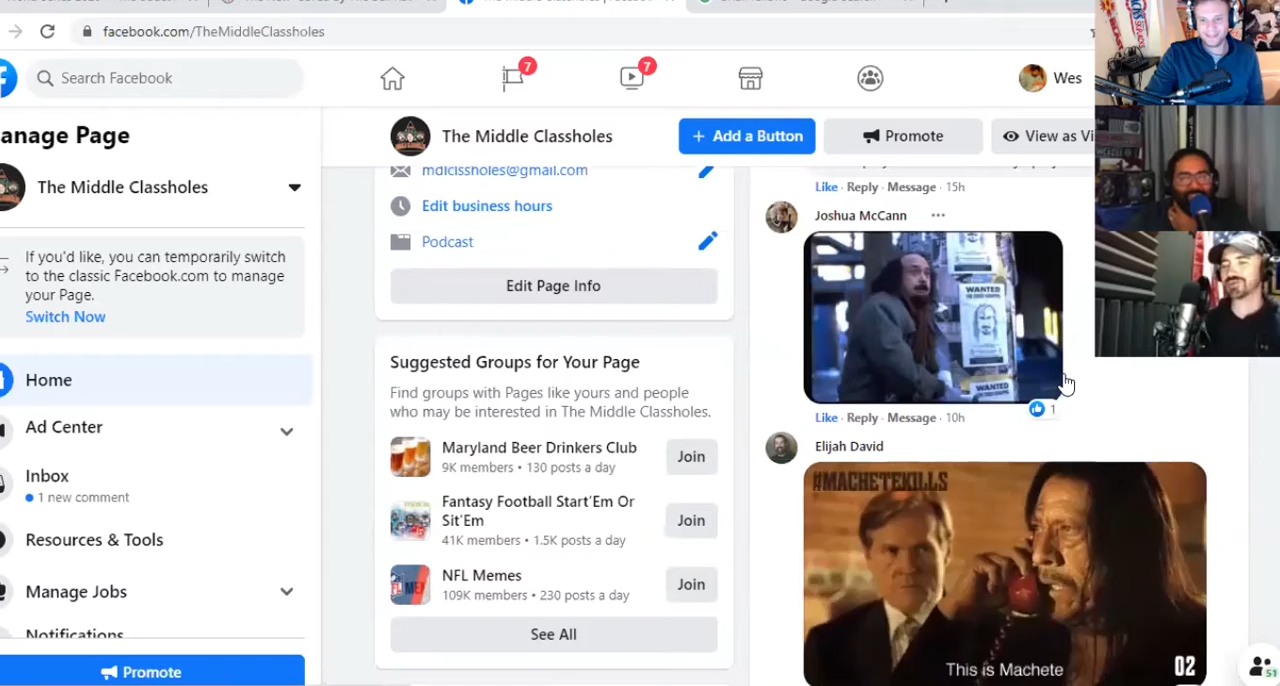 facebook.com/TheMiddleClassholes
Search Facebook
7
7
Wes
anage Page
The Middle Classholes
If you'd like, you can temporarily switch
to the classic Facebook.com to manage
your Page.
Switch Now
Home
Ad Center
Inbox
1 new comment
Resources & Tools
Manage Jobs
Notifications
Promote
The Middle Classholes
+ Add a Button
Promote
View as Vi
mdlclssholes@gmail.com
Edit business hours
Podcast
Edit Page Info
Suggested Groups for Your Page
Find groups with Pages like yours and people
who may be interested in The Middle Classholes.
Maryland Beer Drinkers Club
9K members • 130 posts a day
Join
Fantasy Football Start'Em Or
Sit'Em
41K members • 1.5K posts a day
Join
NFL Memes
109K members • 230 posts a day
Join
See All
Like · Reply · Message · 15h
Joshua McCann
WANTED
WANTED
1
Like · Reply · Message · 10h
Elijah David
#MACHETEKILLS
This is Machete
02
51